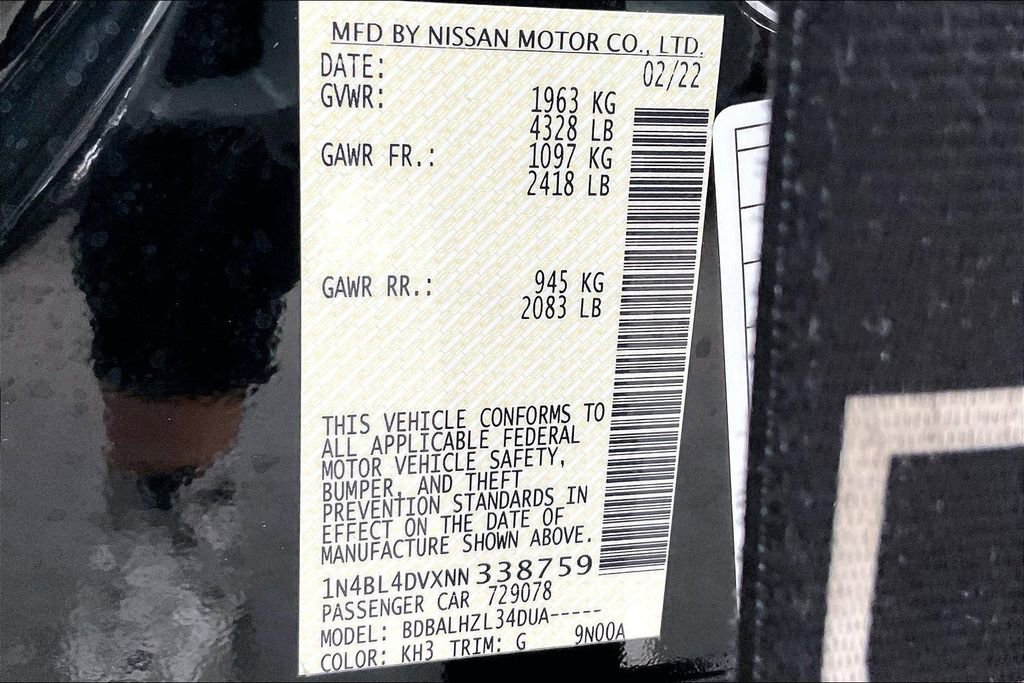 MFD BY NISSAN MOTOR CO., LTD.
DATE: 02/22
GVWR: 1963 KG
4328 LB
GAWR FR.: 1097 KG
2418 LB
GAWR RR.: 945 KG
2083 LB
THIS VEHICLE CONFORMS TO
ALL APPLICABLE FEDERAL
MOTOR VEHICLE SAFETY,
BUMPER, AND THEFT
PREVENTION STANDARDS IN
EFFECT ON THE DATE OF
MANUFACTURE SHOWN ABOVE.
1N4BL4DVXNN338759
PASSENGER CAR 729078
MODEL: BDBALHZL34DUA-----
COLOR: KH3 TRIM: G 9N00A